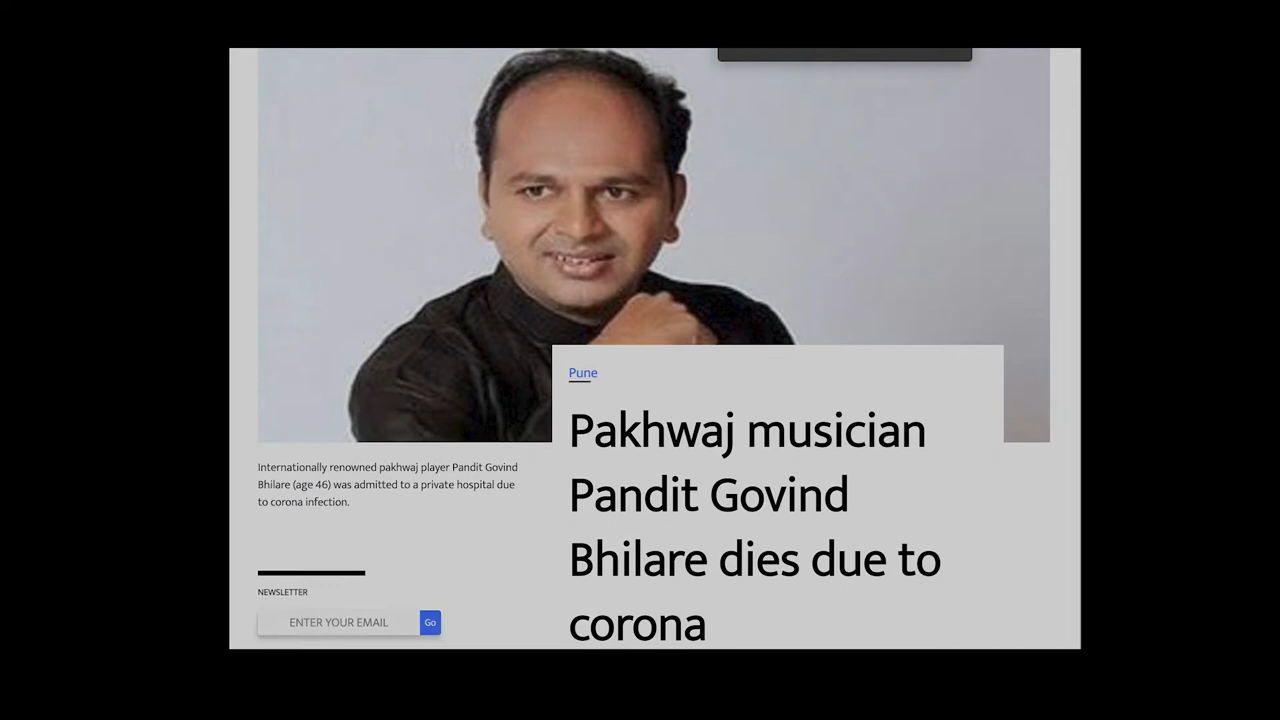 Pune
Pakhwaj musician
Pandit Govind
Bhilare dies due to
corona
Internationally renowned pakhwaj player Pandit Govind
Bhilare (age 46) was admitted to a private hospital due
to corona infection.
NEWSLETTER
ENTER YOUR EMAIL Go